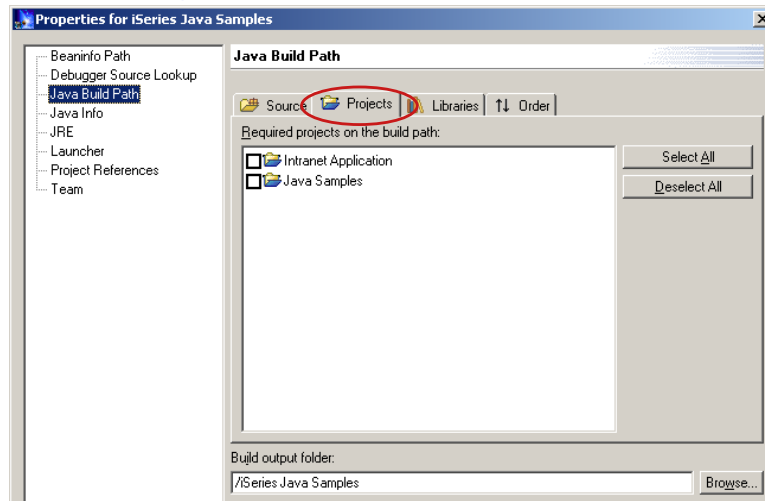 Properties for iSeries Java Samples
Beaninfo Path
Debugger Source Lookup
Java Build Path
Java Info
JRE
Launcher
Project References
Team
Java Build Path
Source Projects Libraries Order
Required projects on the build path:
Intranet Application
Java Samples
Select All
Deselect All
Build output folder:
/iSeries Java Samples
Browse...